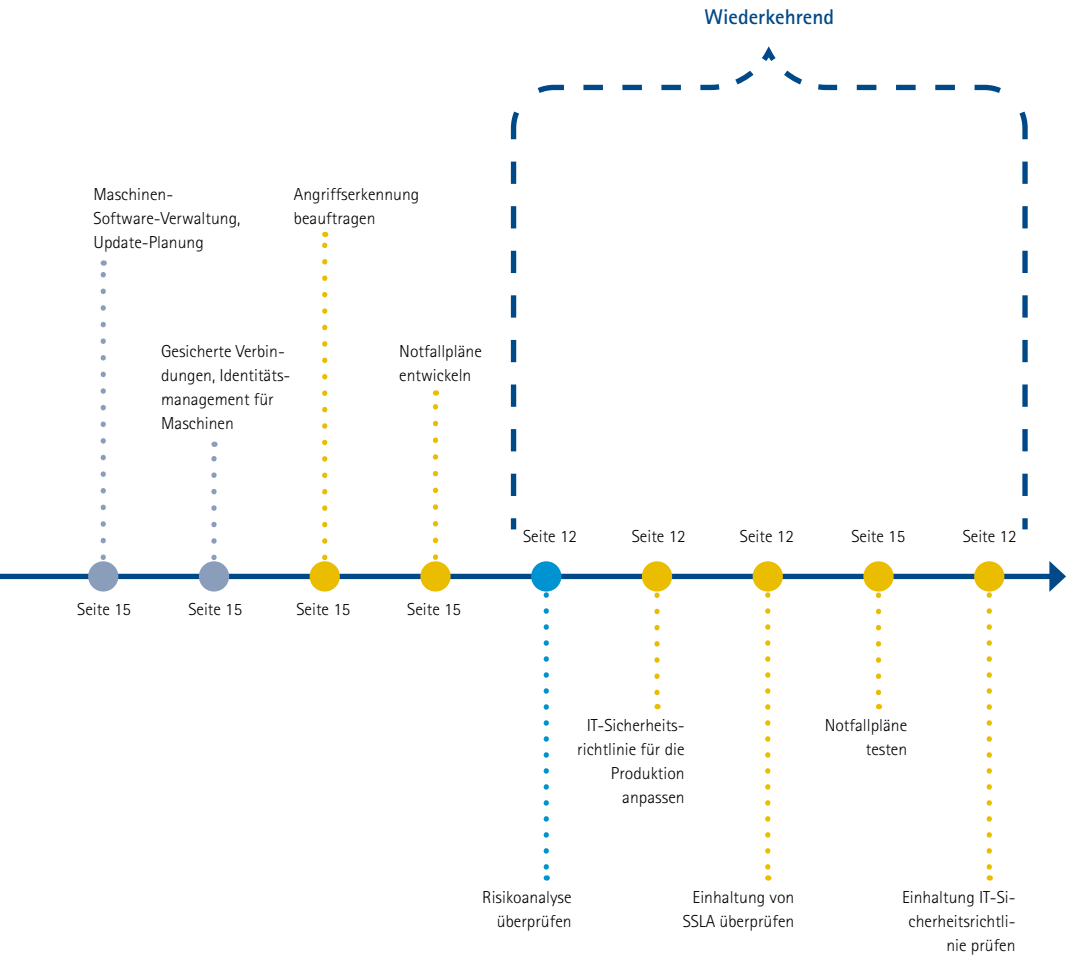 Wiederkehrend
Maschinen-
Software-Verwaltung,
Update-Planung
Angriffserkennung
beauftragen
Gesicherte Verbin-
dungen, Identitäts-
management für
Maschinen
Notfallpläne
entwickeln
Seite 12
Seite 12
Seite 12
Seite 15
Seite 12
Seite 15
Seite 15
Seite 15
Seite 15
IT-Sicherheits-
richtlinie für die
Produktion
anpassen
Notfallpläne
testen
Risikoanalyse
überprüfen
Einhaltung von
SSLA überprüfen
Einhaltung IT-Si-
cherheitsrichtli-
nie prüfen